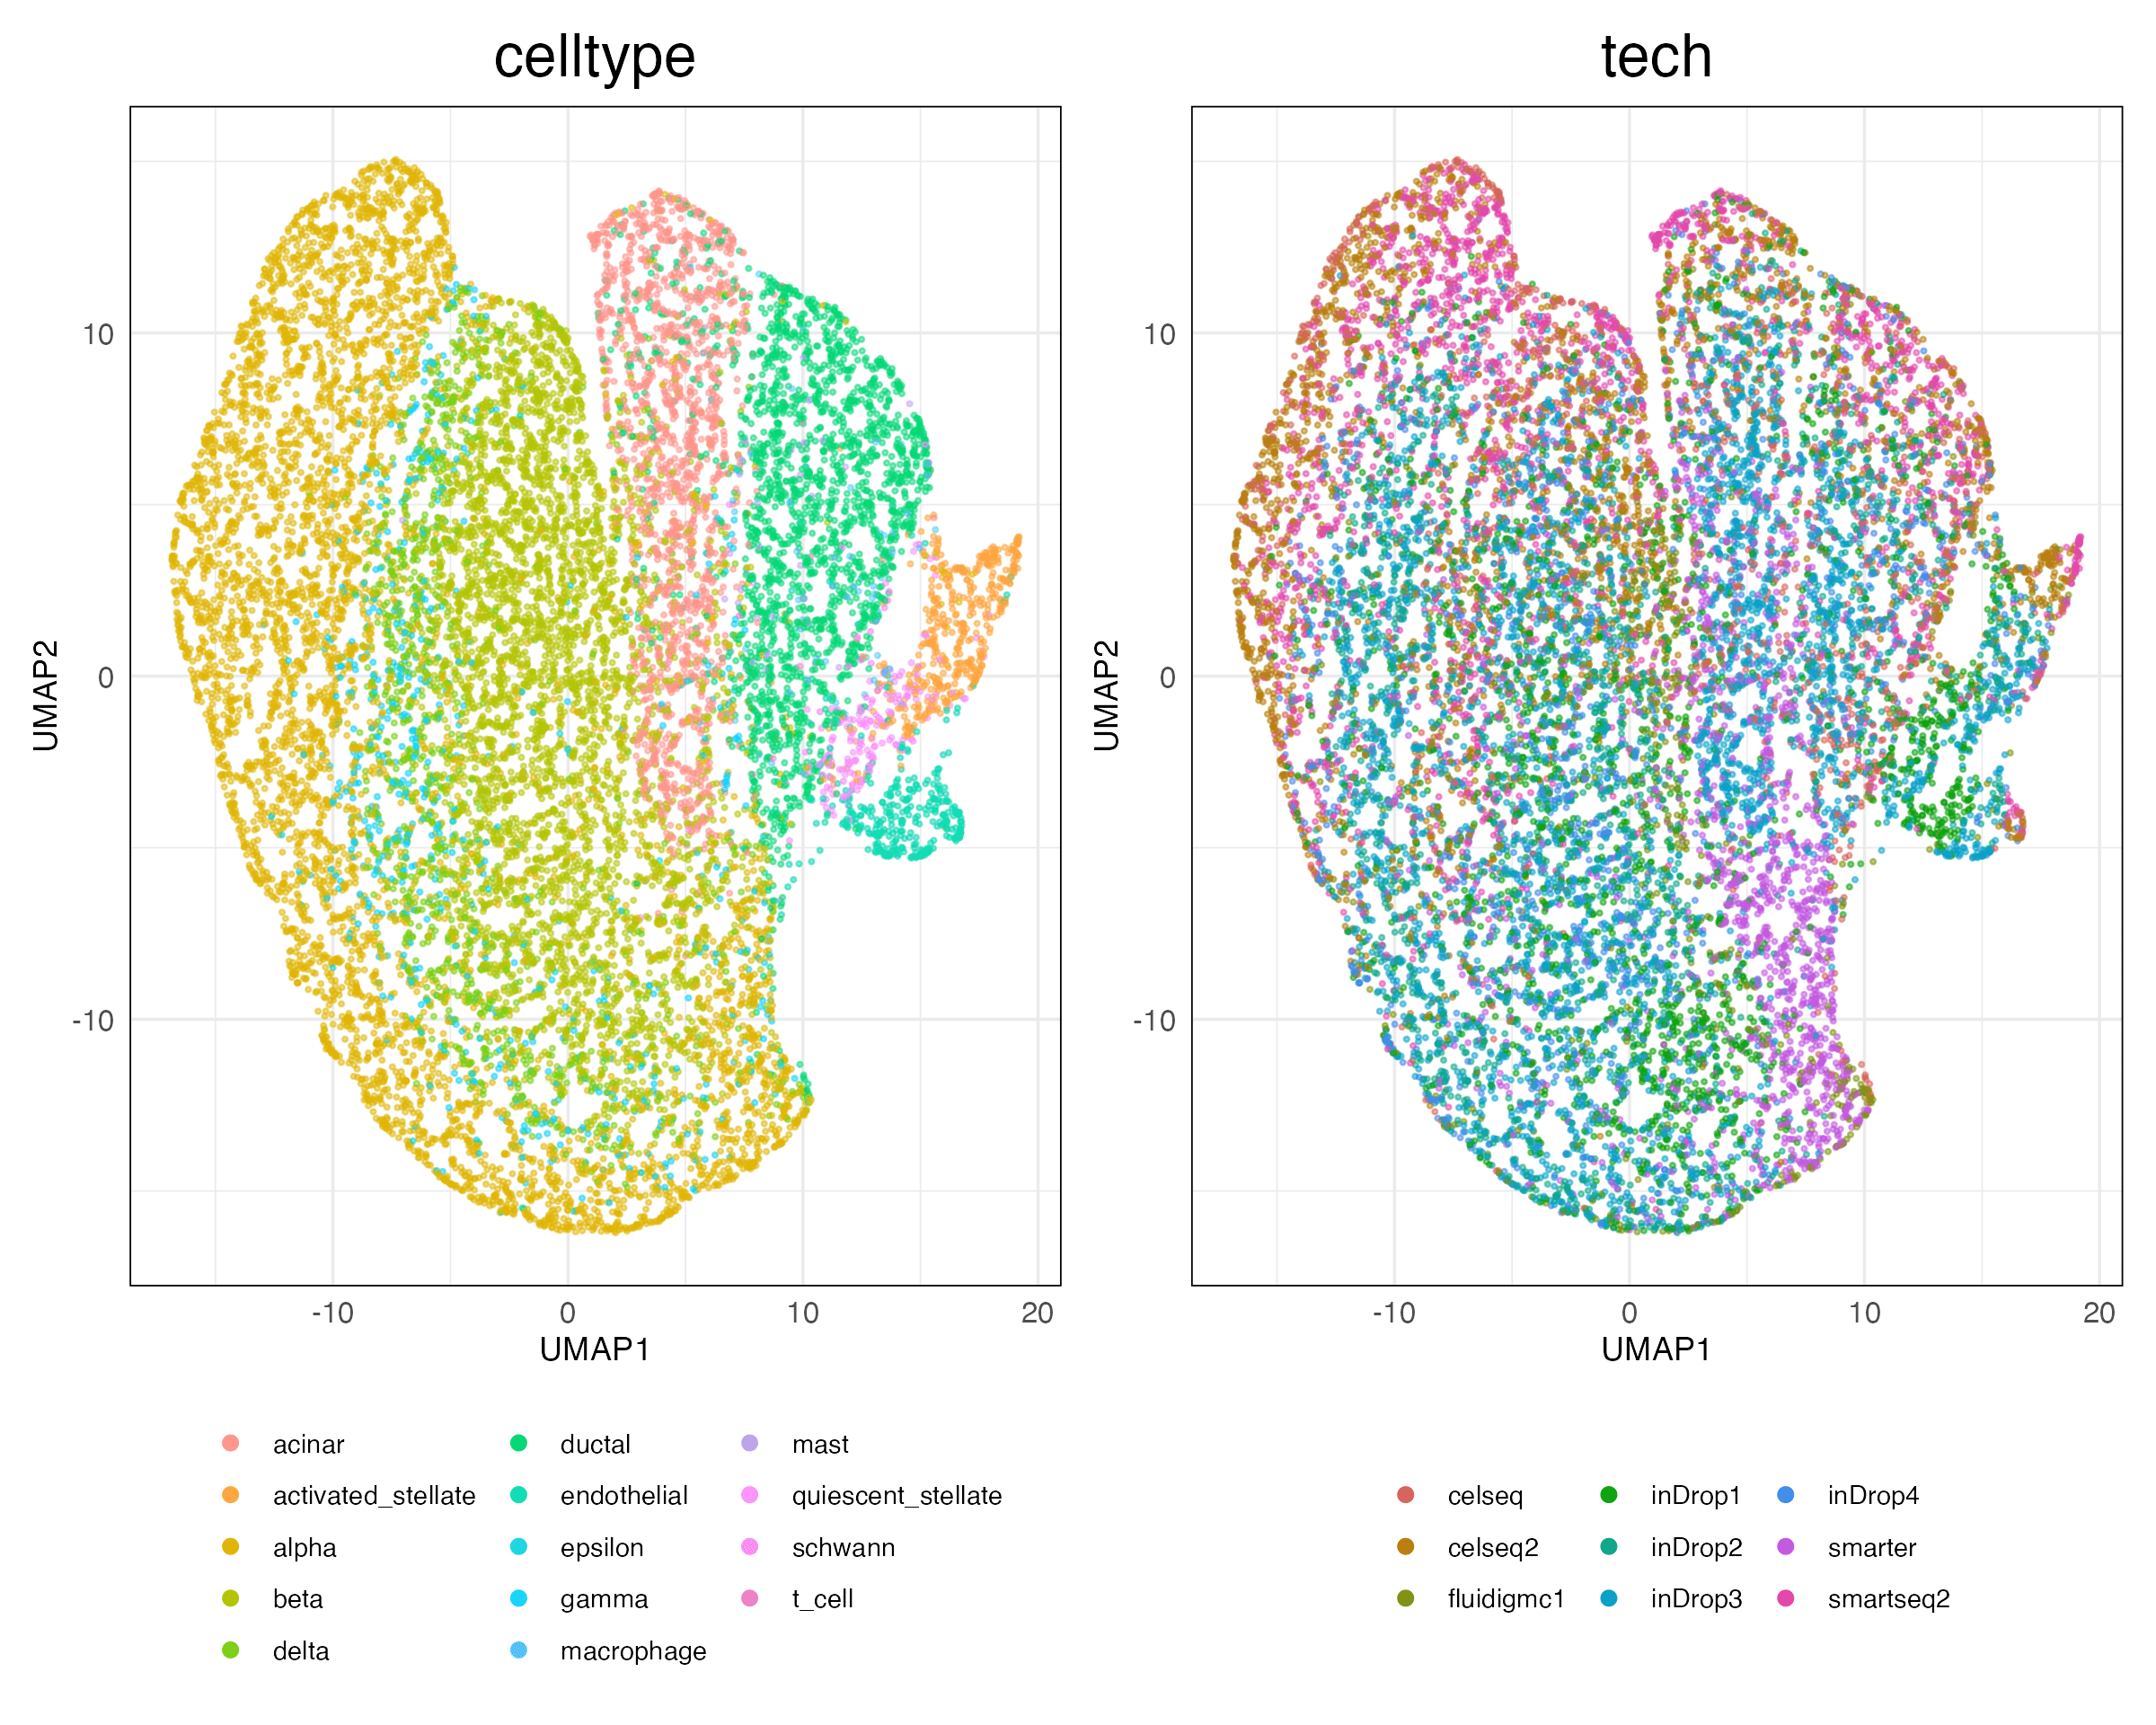 celltype
tech
10
0
-10
UMAP2
-10
0
10
20
UMAP1
10
0
-10
UMAP2
-10
0
10
20
UMAP1
acinar
activated_stellate
alpha
beta
delta
ductal
endothelial
epsilon
gamma
macrophage
mast
quiescent_stellate
schwann
t_cell
celseq
celseq2
fluidigmc1
inDrop1
inDrop2
inDrop3
inDrop4
smarter
smartseq2